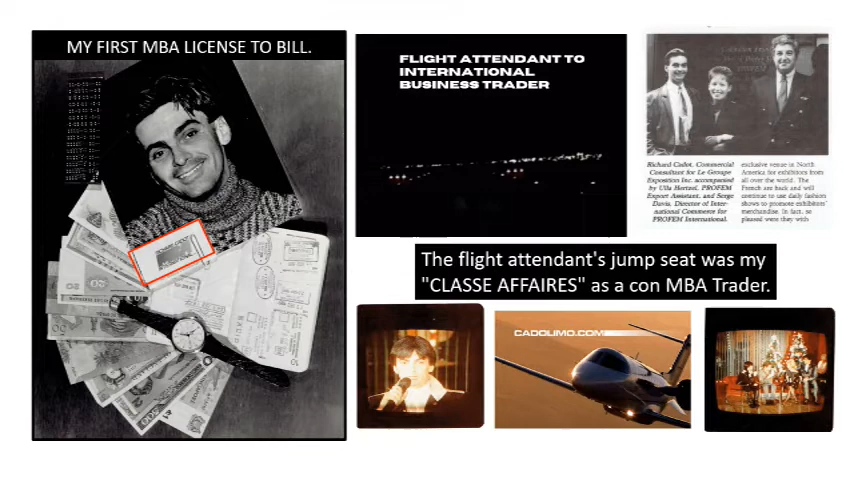 MY FIRST MBA LICENSE TO BILL.
FLIGHT ATTENDANT TO
INTERNATIONAL
BUSINESS TRADER
Richard Cadot, Commercial
Consultant for Le Groupe
Exposition Inc. accompanied
by Ulla Hertzel, PROFEM
Export Assistant, and Serge
Davis, Director of Inter-
national Commerce for
PROFEM International.
exclusive venue in North
America for exhibitors from
all over the world. The
French are back and will
continue to use daily fashion
shows to promote exhibitors'
merchandise. In fact, so
pleased were they with
The flight attendant's jump seat was my
"CLASSE AFFAIRES" as a con MBA Trader.
CADOLIMO.COM